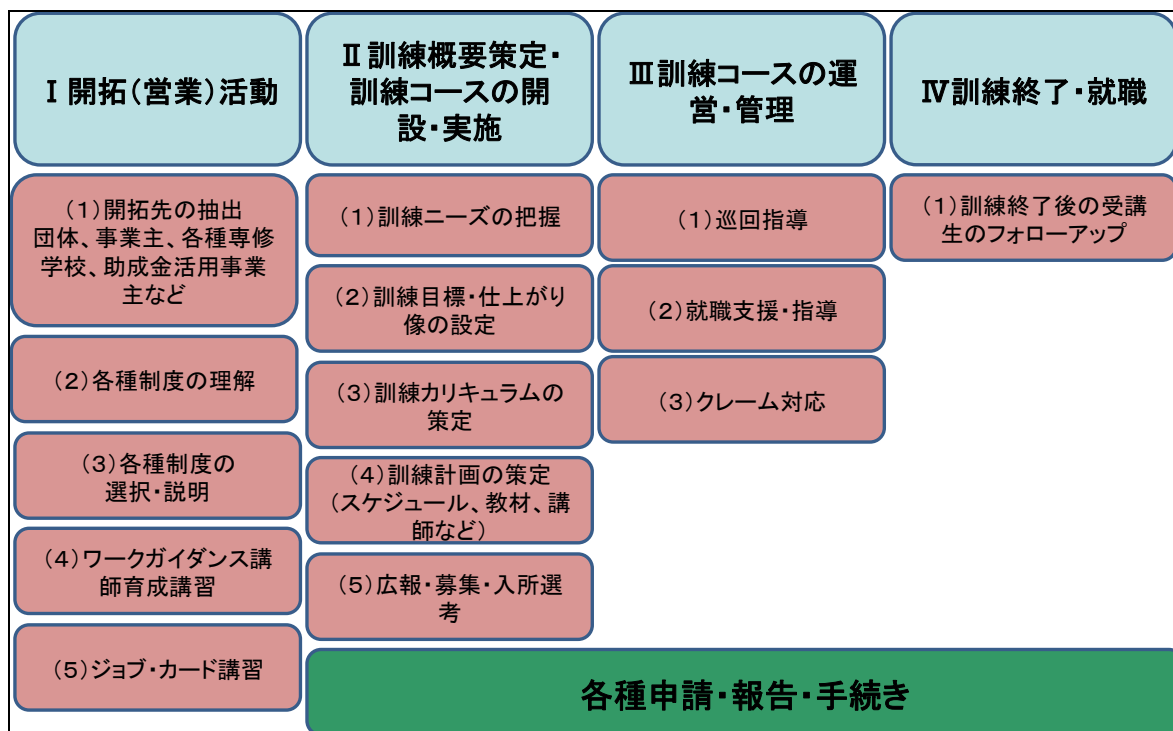 Ⅰ開拓(営業)活動
(1)開拓先の抽出
団体、事業主、各種専修
学校、助成金活用事業
主など
(2)各種制度の理解
(3)各種制度の
選択・説明
(4)ワークガイダンス講
師育成講習
(5)ジョブ・カード講習
Ⅱ訓練概要策定・
訓練コースの開
設・実施
(1)訓練ニーズの把握
(2)訓練目標・仕上がり
像の設定
(3)訓練カリキュラムの
策定
(4)訓練計画の策定
(スケジュール、教材、講
師など)
(5)広報・募集・入所選
考
Ⅲ訓練コースの運
営・管理
(1)巡回指導
(2)就職支援・指導
(3)クレーム対応
Ⅳ訓練終了・就職
(1)訓練終了後の受講
生のフォローアップ
各種申請・報告・手続き